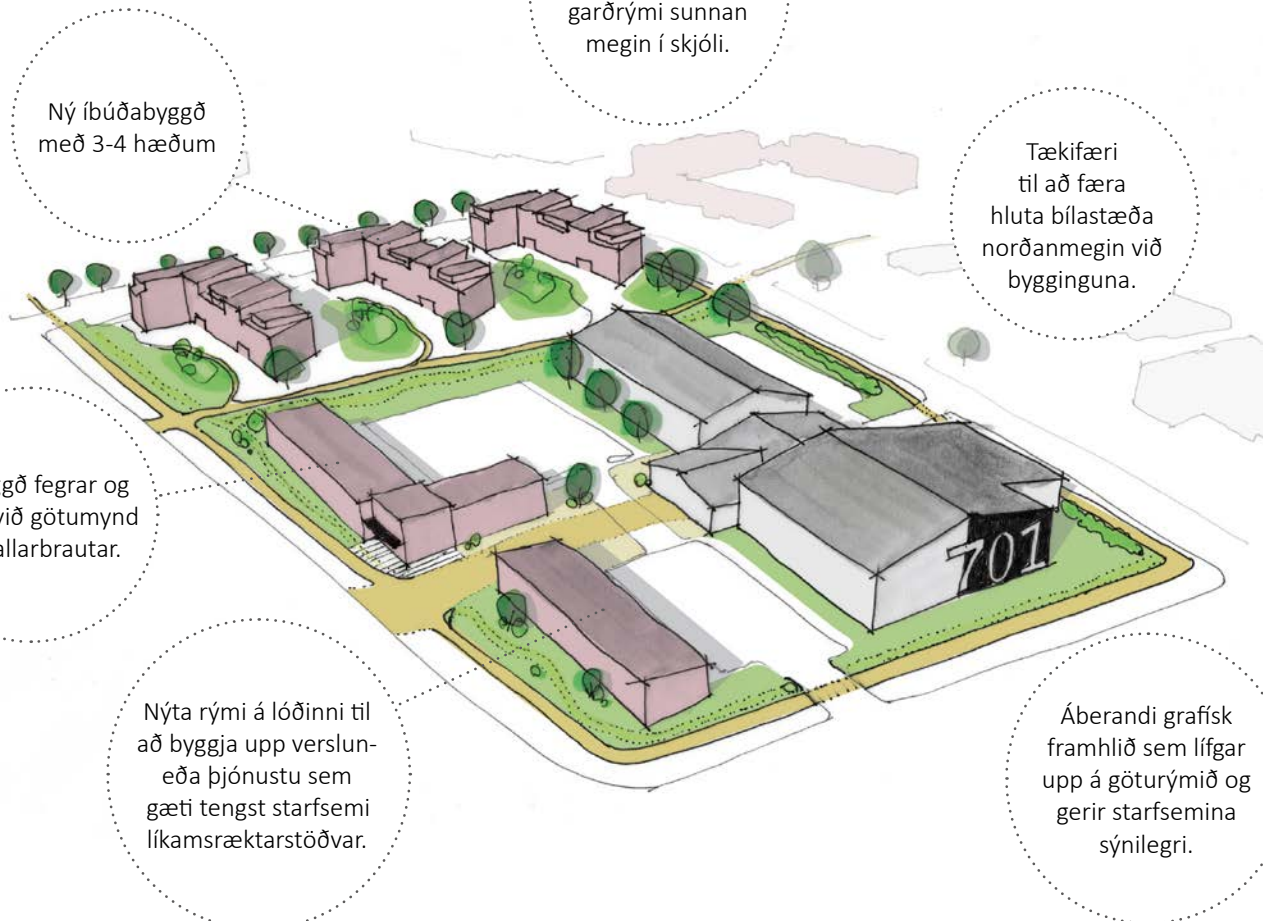 garðrými sunnan
megin í skjóli.
Ný íbúðabyggð
með 3-4 hæðum
Tækifæri
til að færa
hluta bílastæða
norðanmegin við
bygginguna.
fegrar og
við götumynd
701
Nýta rými á lóðinni til
að byggja upp verslun-
eða þjónustu sem
gæti tengst starfsemi
líkamsræktarstöðvar.
Áberandi grafísk
framhlið sem lífgar
upp á göturýmið og
gerir starfsemina
sýnilegri.